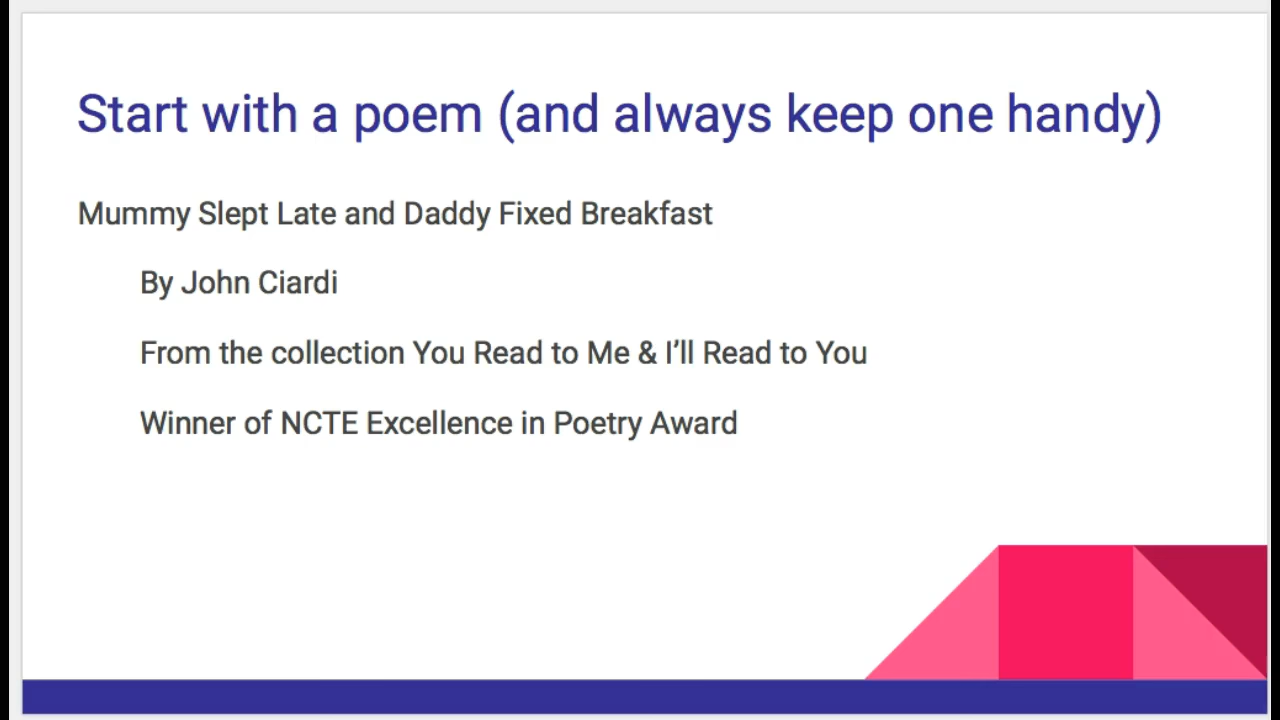 Start with a poem (and always keep one handy)
Mummy Slept Late and Daddy Fixed Breakfast
By John Ciardi
From the collection You Read to Me & I’ll Read to You
Winner of NCTE Excellence in Poetry Award